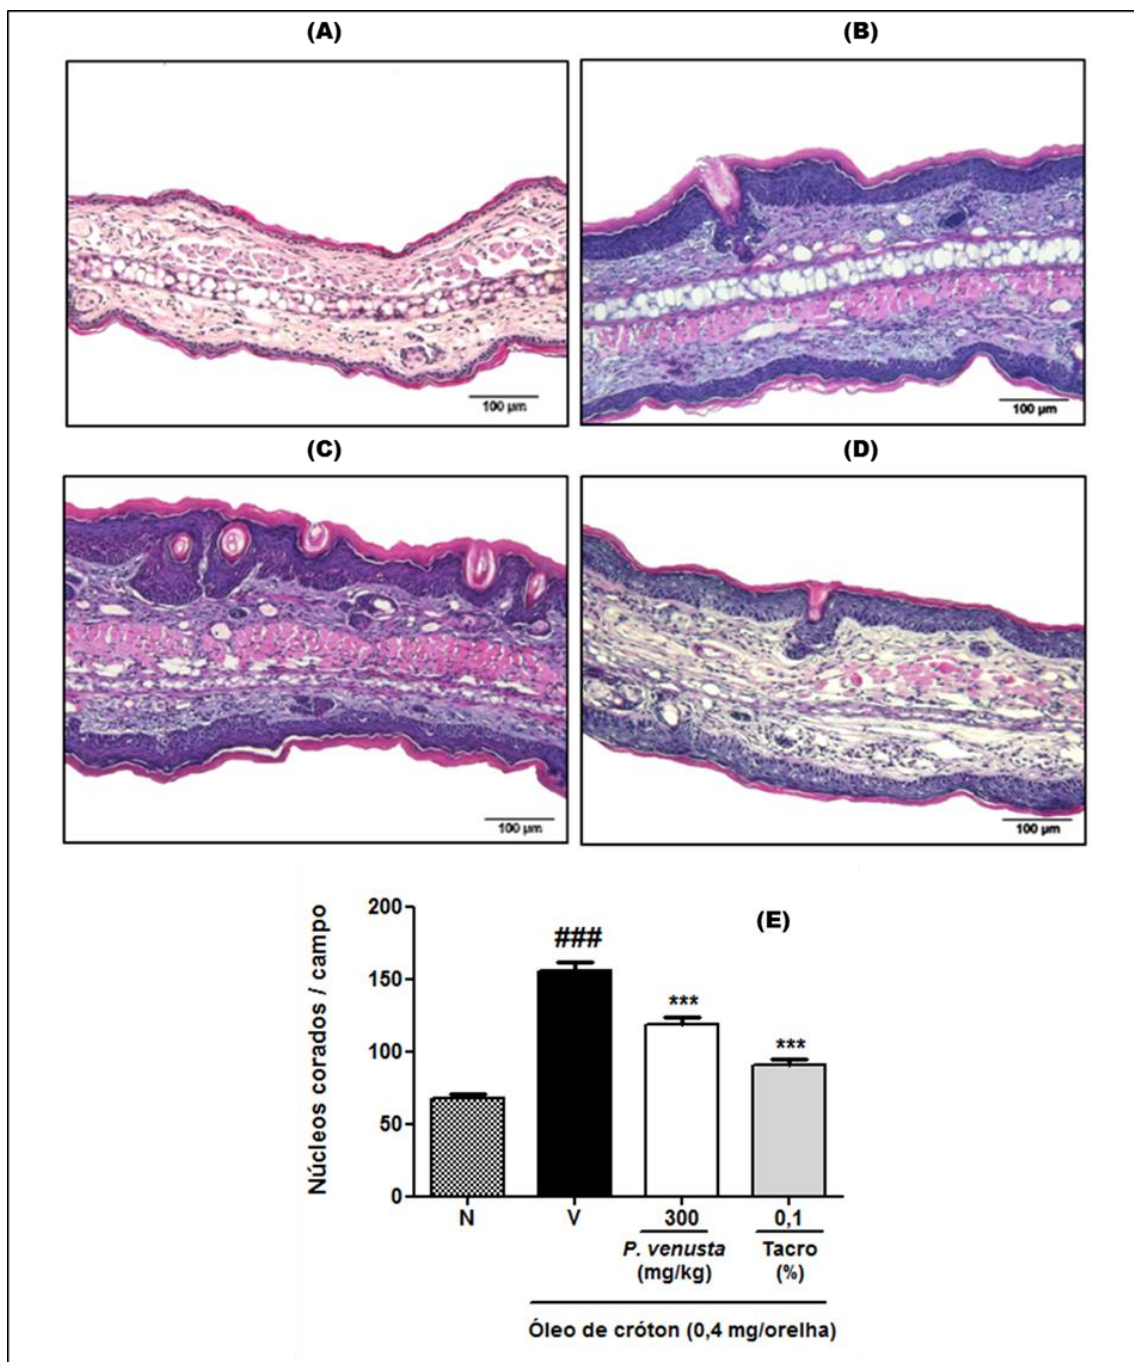 (A)
(B)
100 µm
100 µm
(C)
(D)
100 µm
100 µm
(E)
Núcleos corados / campo
200
150
100
50
0
###
***
***
N
V
300
0,1
P. venusta
(mg/kg)
Tacro
(%)
Óleo de cróton (0,4 mg/orelha)